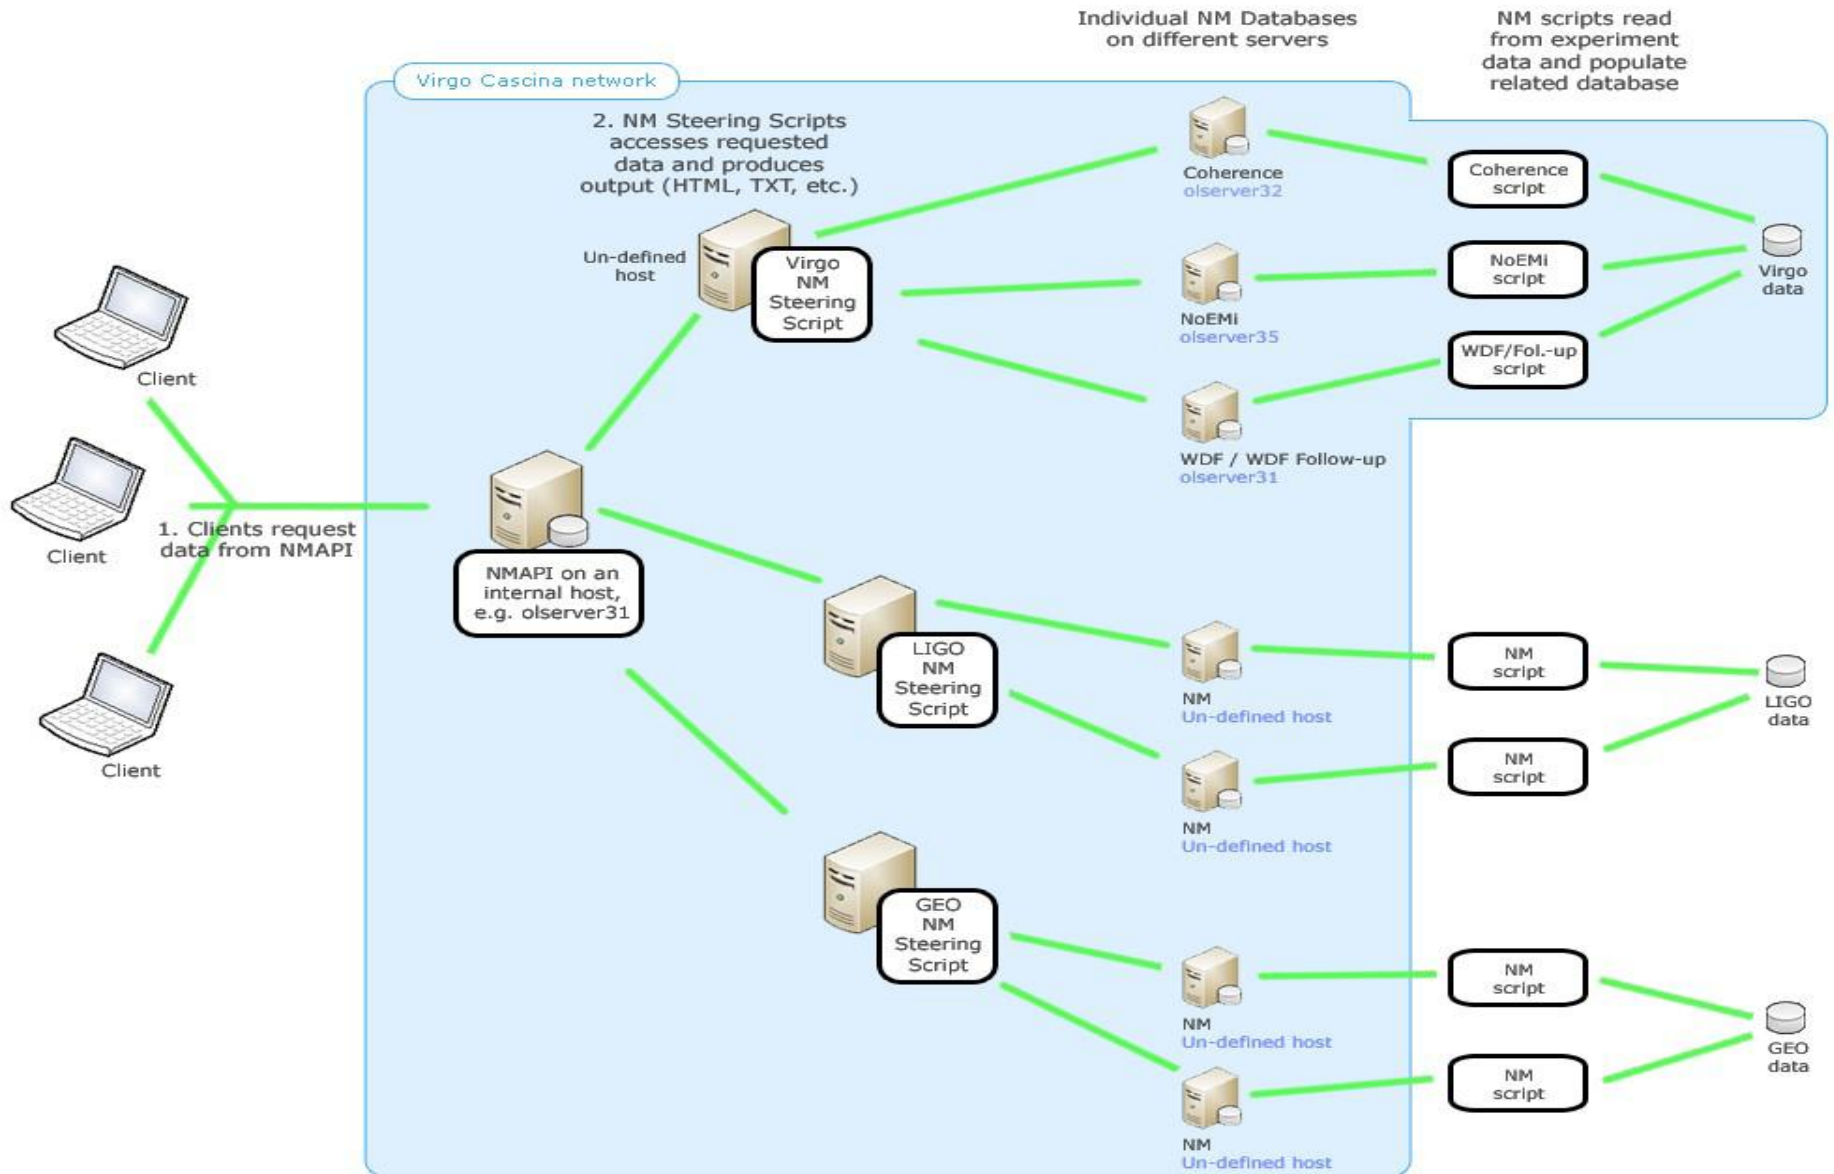 Individual NM Databases
on different servers
NM scripts read
from experiment
data and populate
related database
Virgo Cascina network
2. NM Steering Scripts
accesses requested
data and produces
output (HTML, TXT, etc.)
Un-defined
host
Virgo
NM
Steering
Script
Coherence
olserver32
Coherence
script
NoEMi
olserver35
NoEMi
script
Virgo
data
WDF/Fol.-up
script
WDF / WDF Follow-up
olserver31
Client
Client
1. Clients request
data from NMAPI
Client
NMAPI on an
internal host,
e.g. olserver31
LIGO
NM
Steering
Script
NM
Un-defined host
NM
script
LIGO
data
NM
Un-defined host
NM
script
GEO
NM
Steering
Script
NM
Un-defined host
NM
script
GEO
data
NM
Un-defined host
NM
script